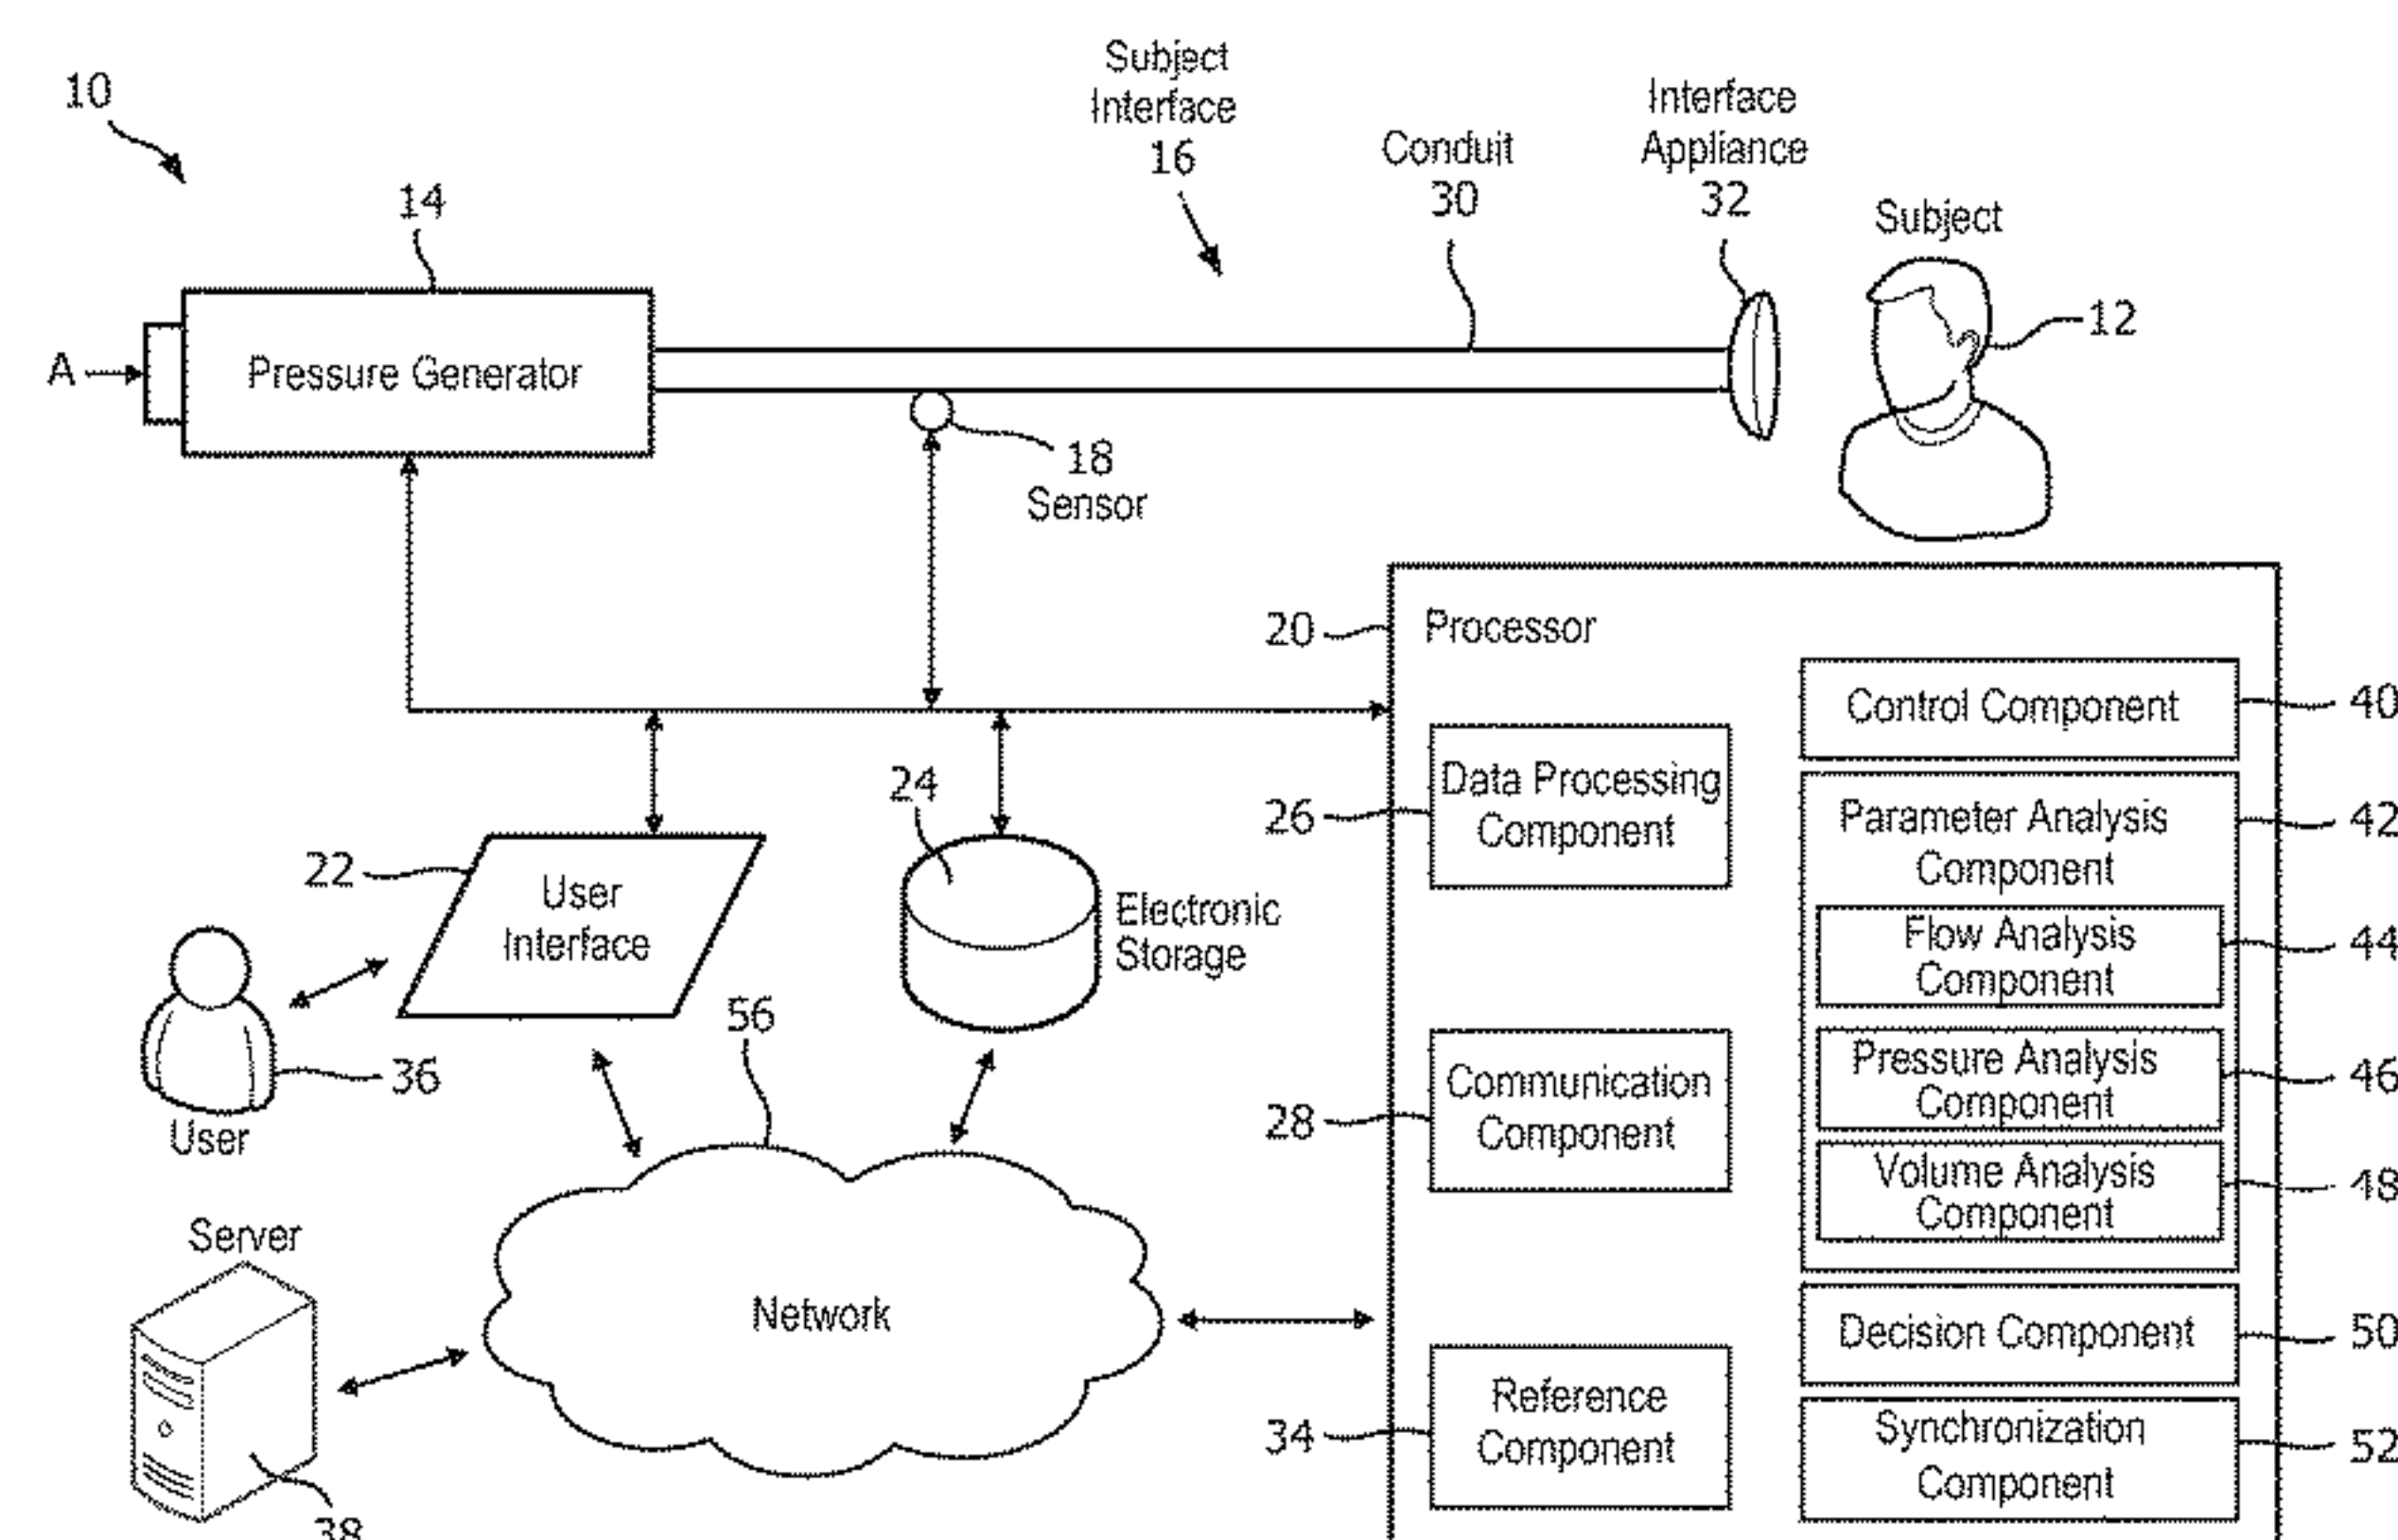 10
Subject
Interface
16
Conduit
30
Interface
Appliance
32
Subject
12
14
A
Pressure Generator
18
Sensor
20
Processor
Control Component
40
Data Processing
Component
26
Parameter Analysis
Component
42
Flow Analysis
Component
44
Pressure Analysis
Component
46
Volume Analysis
Component
48
Communication
Component
28
Decision Component
50
Reference
Component
34
Synchronization
Component
52
22
User
Interface
24
Electronic
Storage
36
User
56
Network
Server
38